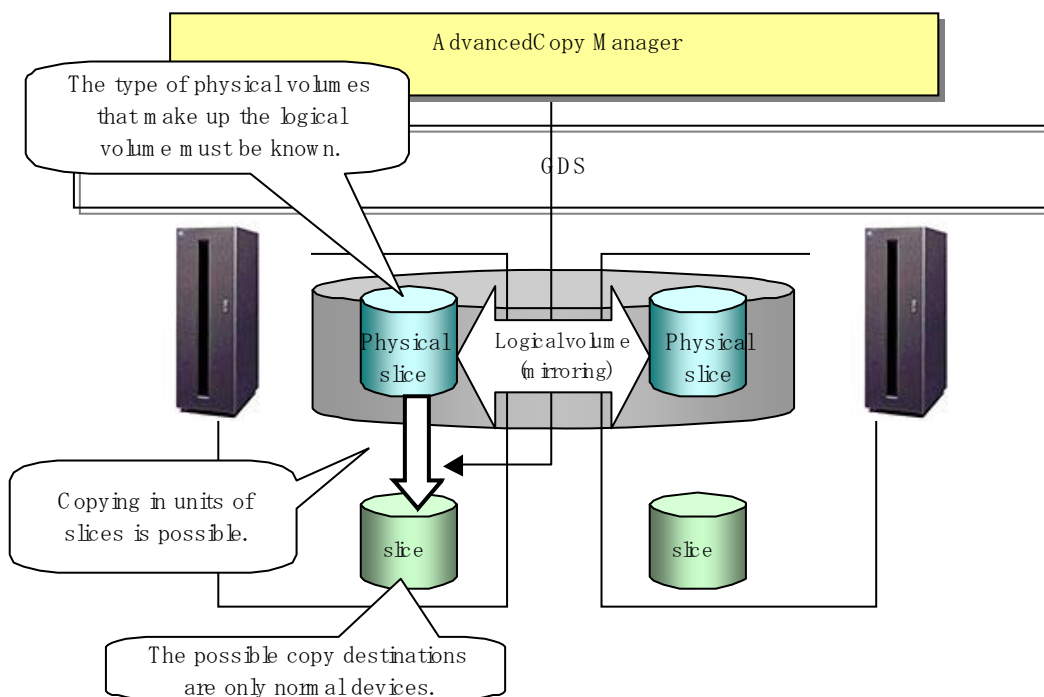 AdvancedCopy Manager
The type of physical volumes
that make up the logical
volume must be known.
GDS
Physical
slice
Logical volume
(mirroring)
Physical
slice
Copying in units of
slices is possible.
slice
slice
The possible copy destinations
are only normal devices.